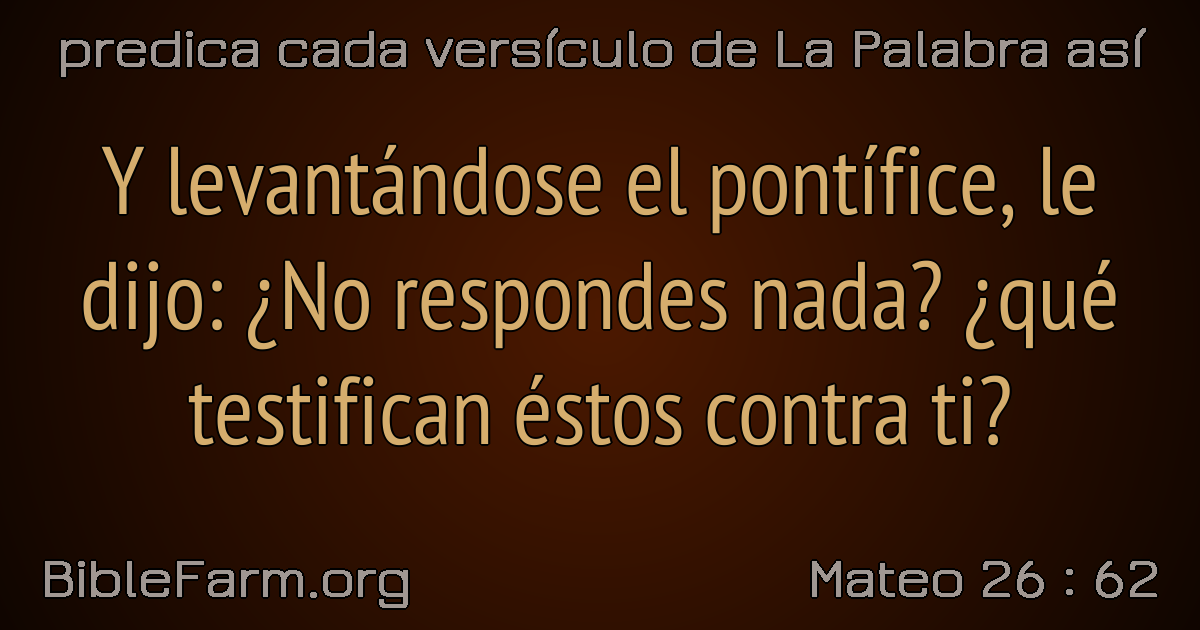 predica cada versículo de La Palabra así
Y levantándose el pontífice, le
dijo: ¿No respondes nada? ¿qué
testifican éstos contra ti?
BibleFarm.org
Mateo 26 : 62